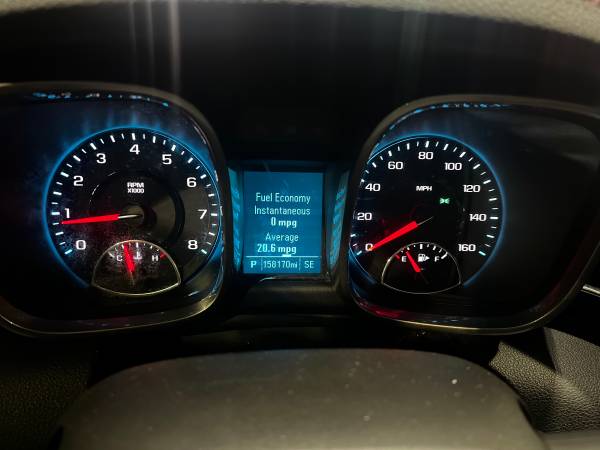 0 1 2 3 4 5 6 7 8
RPM
X1000
C H
Fuel Economy
Instantaneous
0 mpg
Average
20.6 mpg
P 158170mi SE
0 20 40 60 80 100 120 140 160
MPH
E F